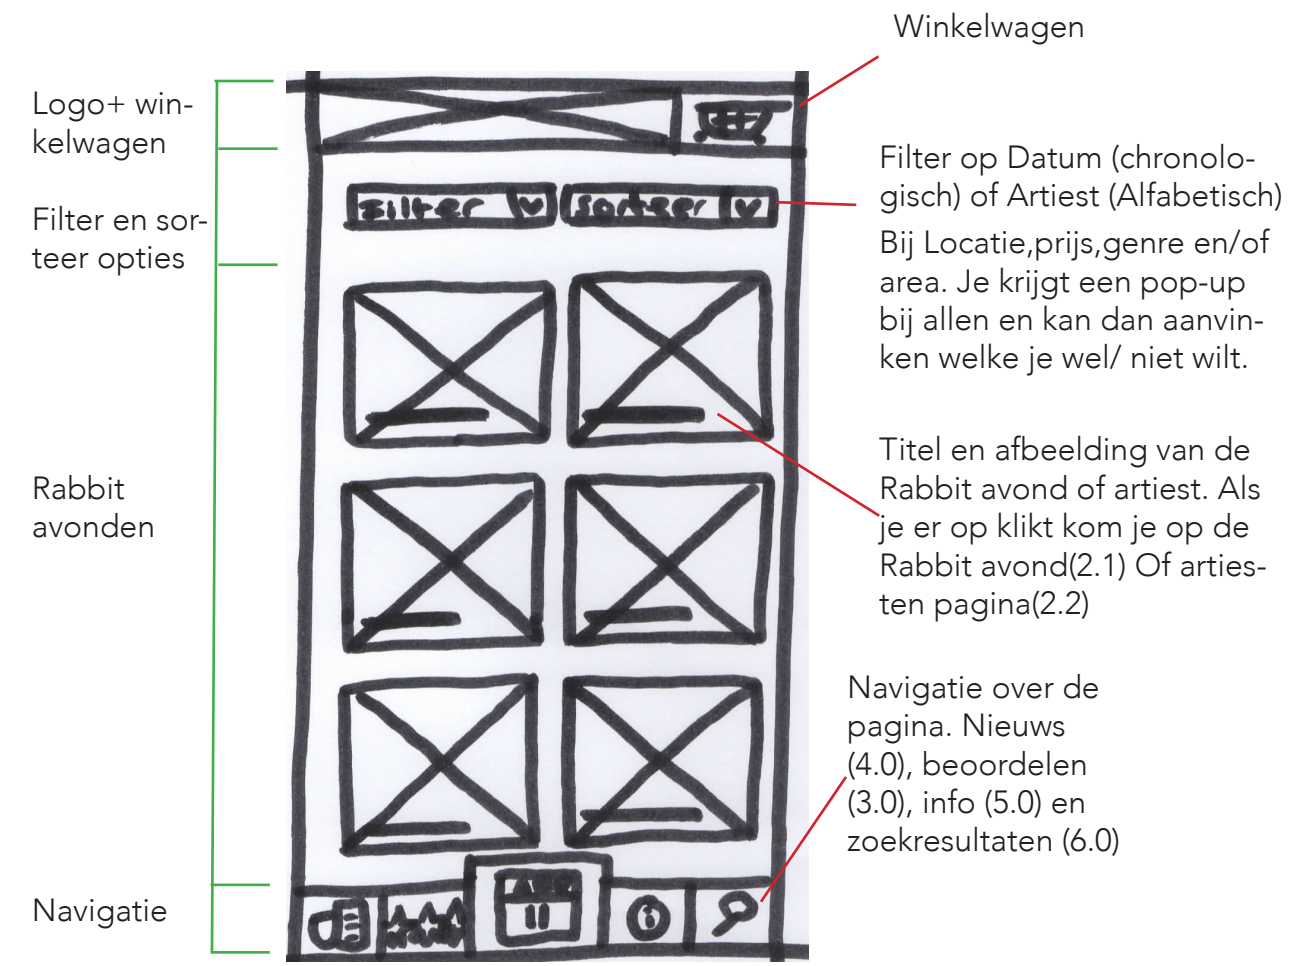 Winkelwagen
Logo+ win-
kelwagen
Filter op Datum (chronolo-
gisch) of Artiest (Alfabetisch)
Bij Locatie,prijs,genre en/of
area. Je krijgt een pop-up
bij allen en kan dan aanvin-
ken welke je wel/ niet wilt.
Filter en sor-
teer opties
Filter
sorteer
Titel en afbeelding van de
Rabbit avond of artiest. Als
je er op klikt kom je op de
Rabbit avond(2.1) Of arties-
ten pagina(2.2)
Rabbit
avonden
Navigatie over de
pagina. Nieuws
(4.0), beoordelen
(3.0), info (5.0) en
zoekresultaten (6.0)
Navigatie
11
i